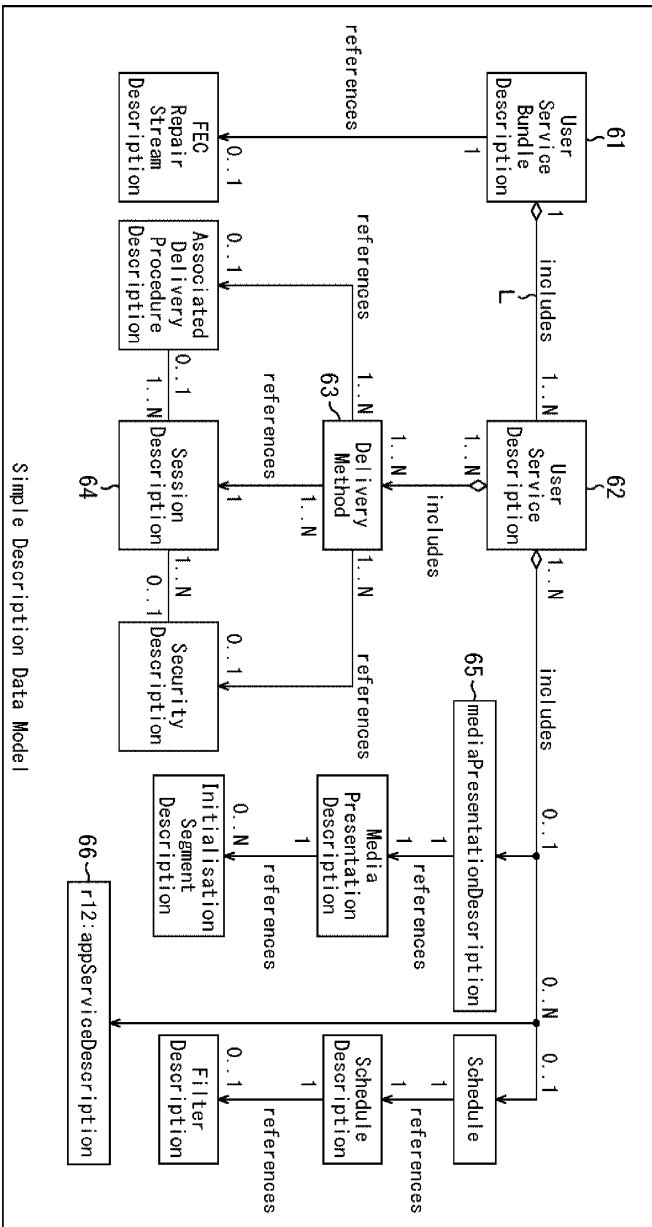 61
User
Service
Bundle
Description
1
includes
L
1..N
62
User
Service
Description
1..N
includes
0..1
0..N
0..1
1
references
0..1
FEC
Repair
Stream
Description
1..N
includes
1..N
63
Delivery
Method
1..N
references
0..1
1..N
references
1
1..N
references
0..1
Associated
Delivery
Procedure
Description
0..1
1..N
Session
Description
64
1..N
0..1
Security
Description
65
mediaPresentationDescription
1
references
1
Media
Presentation
Description
1
references
0..N
Initialisation
Segment
Description
66
r12:appServiceDescription
Schedule
1
references
1
Schedule
Description
1
references
0..1
Filter
Description
Simple Description Data Model